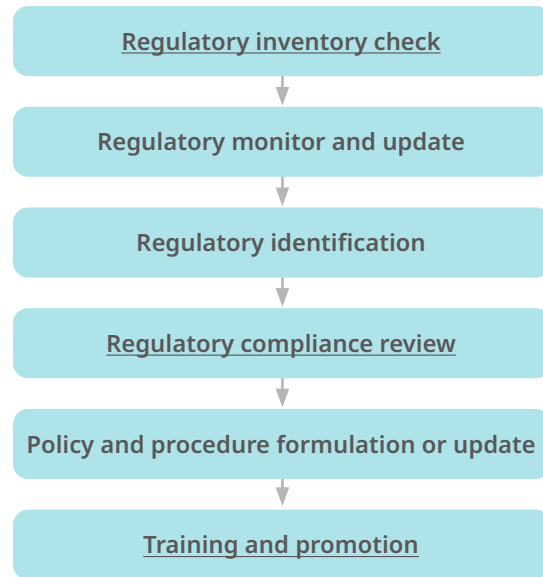 Regulatory inventory check
Regulatory monitor and update
Regulatory identification
Regulatory compliance review
Policy and procedure formulation or update
Training and promotion